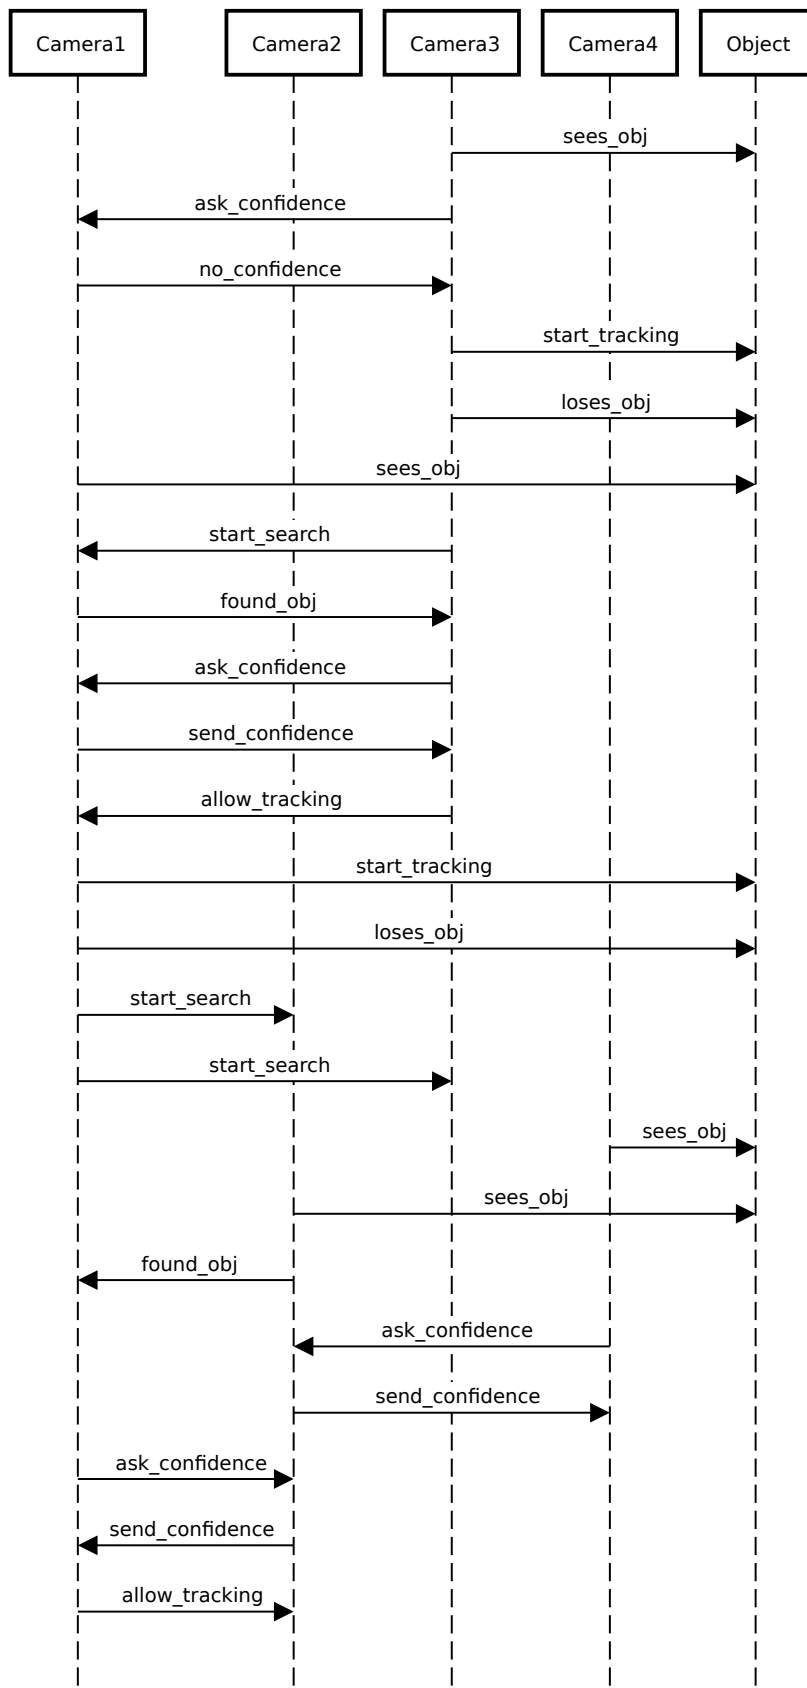 Camera1 Camera2 Camera3 Camera4 Object
sees_obj
ask_confidence
no_confidence
start_tracking
loses_obj
sees_obj
start_search
found_obj
ask_confidence
send_confidence
allow_tracking
start_tracking
loses_obj
start_search
start_search
sees_obj
sees_obj
found_obj
ask_confidence
send_confidence
ask_confidence
send_confidence
allow_tracking